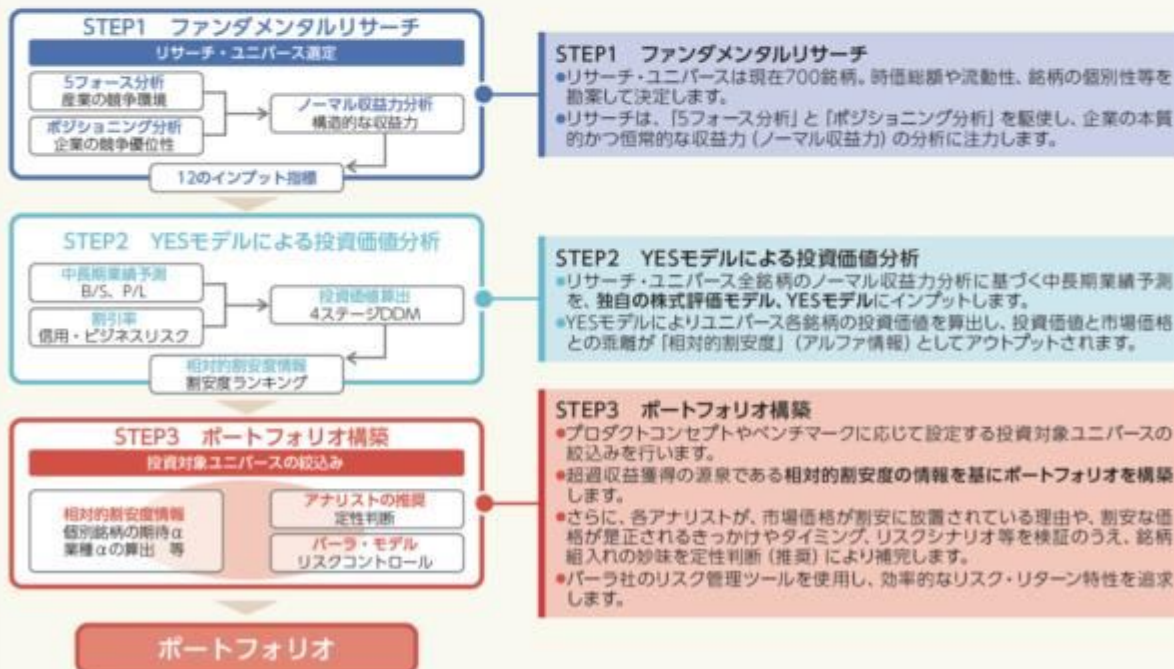 STEP1 ファンダメンタルリサーチ
リサーチ・ユニバース選定
5フォース分析
産業の競争環境
ポジショニング分析
企業の競争優位性
ノーマル収益力分析
構造的な収益力
12のインプット指標
STEP1 ファンダメンタルリサーチ
●リサーチ・ユニバースは現在700銘柄。時価総額や流動性、銘柄の個別性等を
勘案して決定します。
●リサーチは、「5フォース分析」と「ポジショニング分析」を駆使し、企業の本質
的かつ恒常的な収益力(ノーマル収益力)の分析に注力します。
STEP2 YESモデルによる投資価値分析
中長期業績予測
B/S、P/L
割引率
信用・ビジネスリスク
投資価値算出
4ステージDDM
相対的割安度情報
割安度ランキング
STEP2 YESモデルによる投資価値分析
●リサーチ・ユニバース全銘柄のノーマル収益力分析に基づく中長期業績予測
を、独自の株式評価モデル、YESモデルにインプットします。
●YESモデルによりユニバース各銘柄の投資価値を算出し、投資価値と市場価格
との乖離が「相対的割安度」(アルファ情報)としてアウトプットされます。
STEP3 ポートフォリオ構築
投資対象ユニバースの絞込み
相対的割安度情報
個別銘柄の期待α
業種αの算出 等
アナリストの推奨
定性判断
バーラ・モデル
リスクコントロール
ポートフォリオ
STEP3 ポートフォリオ構築
●プロダクトコンセプトやベンチマークに応じて設定する投資対象ユニバースの
絞込みを行います。
●超過収益獲得の源泉である相対的割安度の情報を基にポートフォリオを構築
します。
●さらに、各アナリストが、市場価格が割安に放置されている理由や、割安な価
格が是正されるきっかけやタイミング、リスクシナリオ等を検証のうえ、銘柄
組入れの妙味を定性判断(推奨)により補完します。
●バーラ社のリスク管理ツールを使用し、効率的なリスク・リターン特性を追求
します。